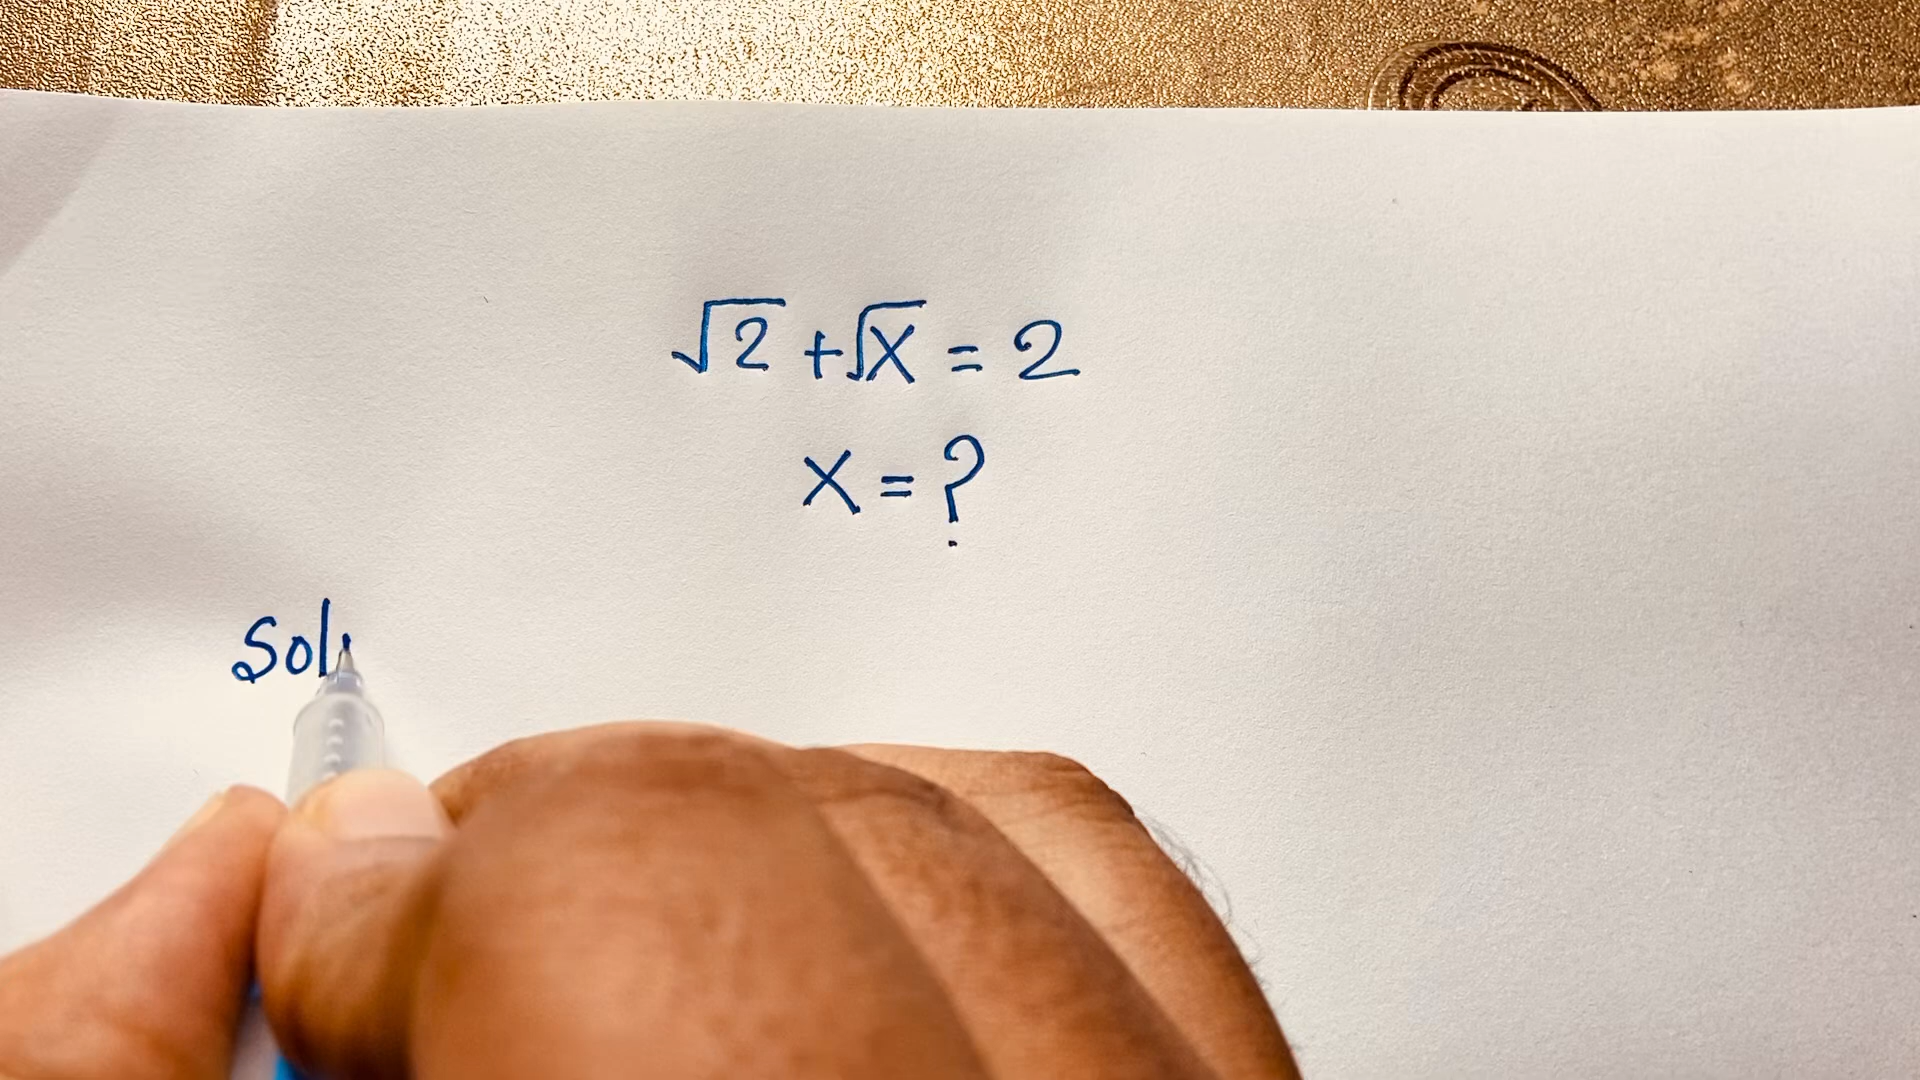 √2 + √x = 2
x = ?
Sol